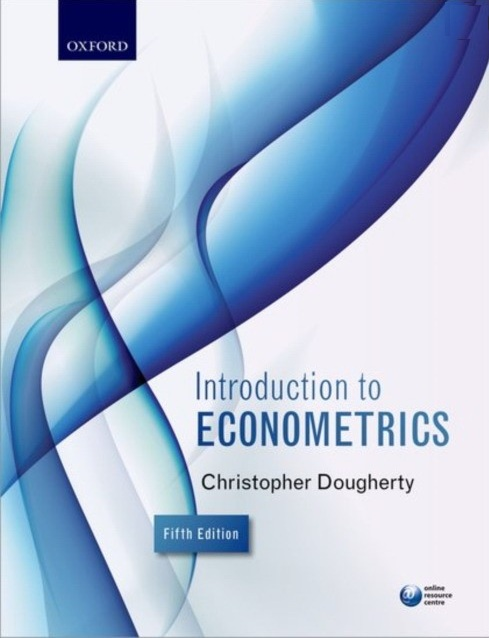 OXFORD
Introduction to
ECONOMETRICS
Christopher Dougherty
Fifth Edition
@
online
resource
centre